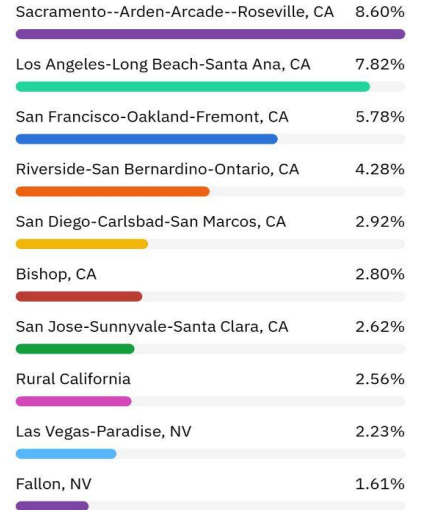 Sacramento--Arden-Arcade--Roseville, CA 8.60%
Los Angeles-Long Beach-Santa Ana, CA 7.82%
San Francisco-Oakland-Fremont, CA 5.78%
Riverside-San Bernardino-Ontario, CA 4.28%
San Diego-Carlsbad-San Marcos, CA 2.92%
Bishop, CA 2.80%
San Jose-Sunnyvale-Santa Clara, CA 2.62%
Rural California 2.56%
Las Vegas-Paradise, NV 2.23%
Fallon, NV 1.61%